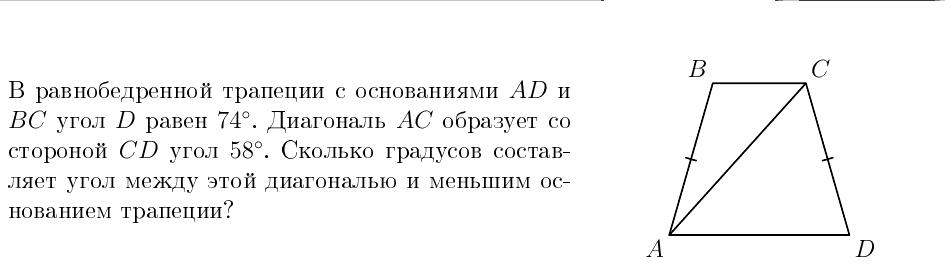 В равнобедренной трапеции с основаниями AD и
BC угол D равен 74°. Диагональ AC образует со
стороной CD угол 58°. Сколько градусов состав-
ляет угол между этой диагональю и меньшим ос-
нованием трапеции?
B
C
A
D